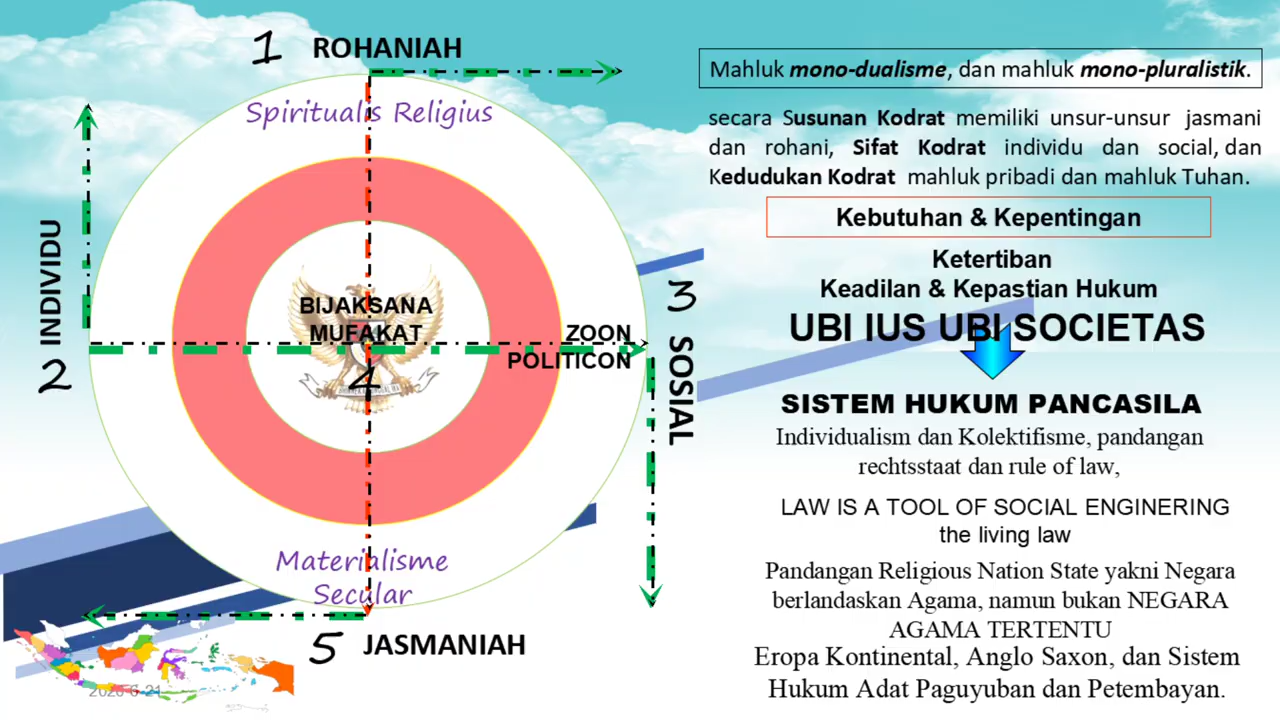 1 ROHANIAH
Spiritualis Religius
2 INDIVIDU
BIJAKSANA
MUFAKAT
4
ZOON
POLITICON
3 SOSIAL
Materialisme
Secular
5 JASMANIAH
Mahluk mono-dualisme, dan mahluk mono-pluralistik.
secara Susunan Kodrat memiliki unsur-unsur jasmani
dan rohani, Sifat Kodrat individu dan social, dan
Kedudukan Kodrat mahluk pribadi dan mahluk Tuhan.
Kebutuhan & Kepentingan
Ketertiban
Keadilan & Kepastian Hukum
UBI IUS UBI SOCIETAS
SISTEM HUKUM PANCASILA
Individualism dan Kolektifisme, pandangan
rechtsstaat dan rule of law,
LAW IS A TOOL OF SOCIAL ENGINERING
the living law
Pandangan Religious Nation State yakni Negara
berlandaskan Agama, namun bukan NEGARA
AGAMA TERTENTU
Eropa Kontinental, Anglo Saxon, dan Sistem
Hukum Adat Paguyuban dan Petembayan.